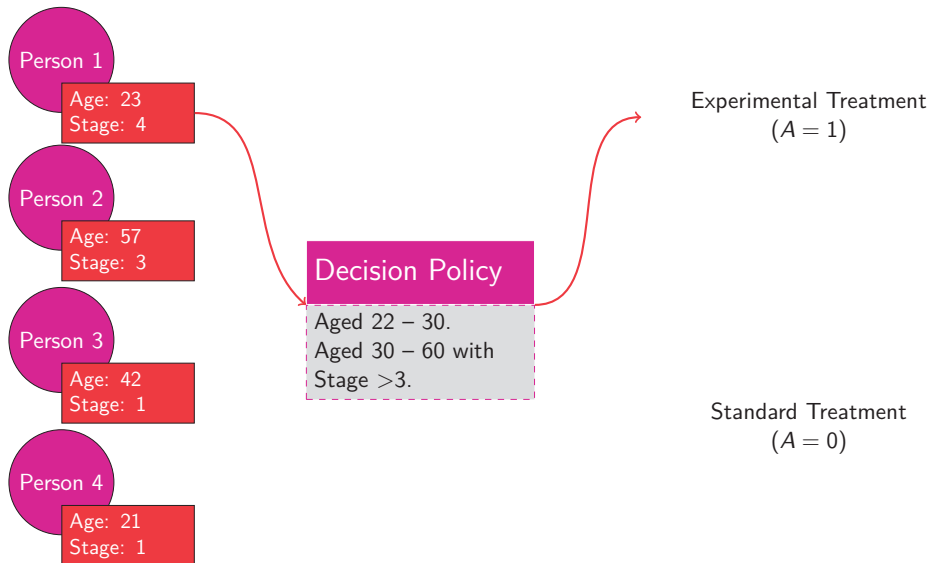 Person 1
Age: 23
Stage: 4
Person 2
Age: 57
Stage: 3
Person 3
Age: 42
Stage: 1
Person 4
Age: 21
Stage: 1
Decision Policy
Aged 22 – 30.
Aged 30 – 60 with
Stage >3.
Experimental Treatment
(A = 1)
Standard Treatment
(A = 0)